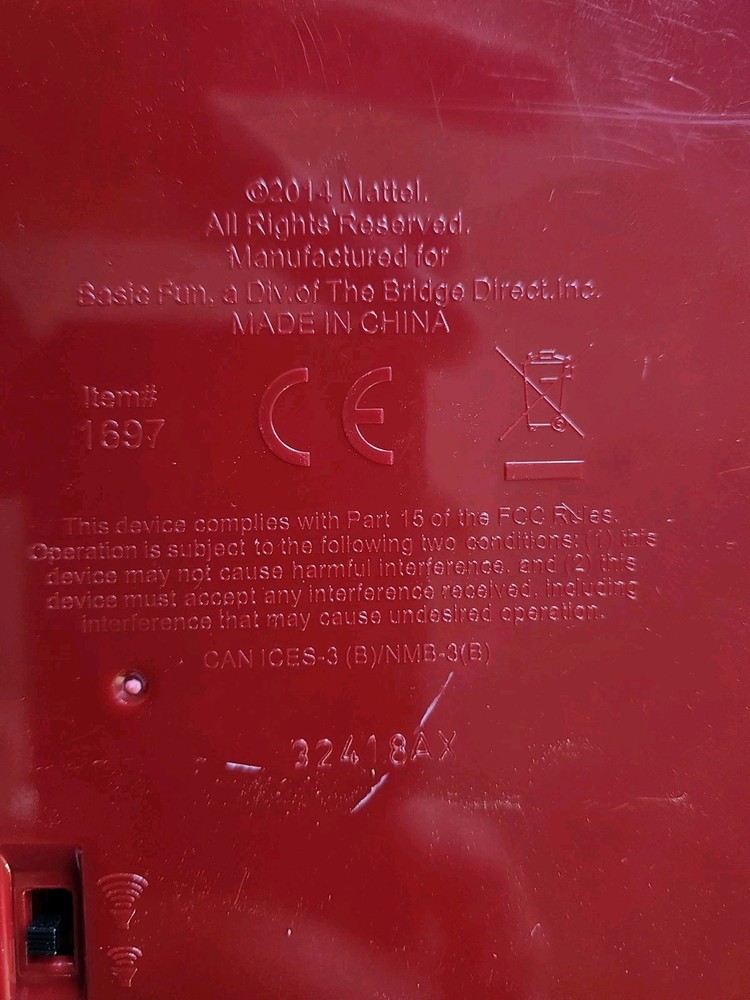 ©2014 Mattel.
All Rights Reserved.
Manufactured for
Basic Fun, a Div.of The Bridge Direct.Inc.
MADE IN CHINA
Item#
1697
CE
This device complies with Part 15 of the FCC Rules.
Operation is subject to the following two conditions: (1) this
device may not cause harmful interference, and (2) this
device must accept any interference received, including
interference that may cause undesired operation.
CAN ICES-3 (B)/NMB-3(B)
32418AX